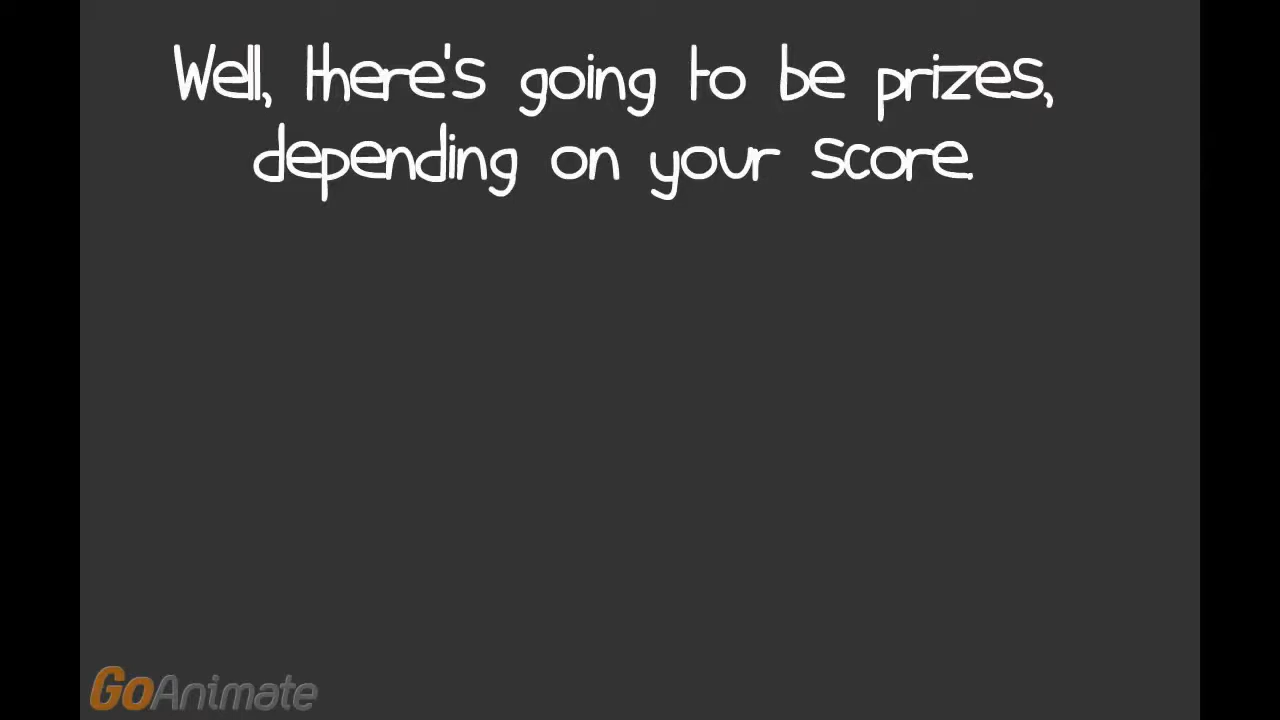 Well, there's going to be prizes,
depending on your score.
GoAnimate